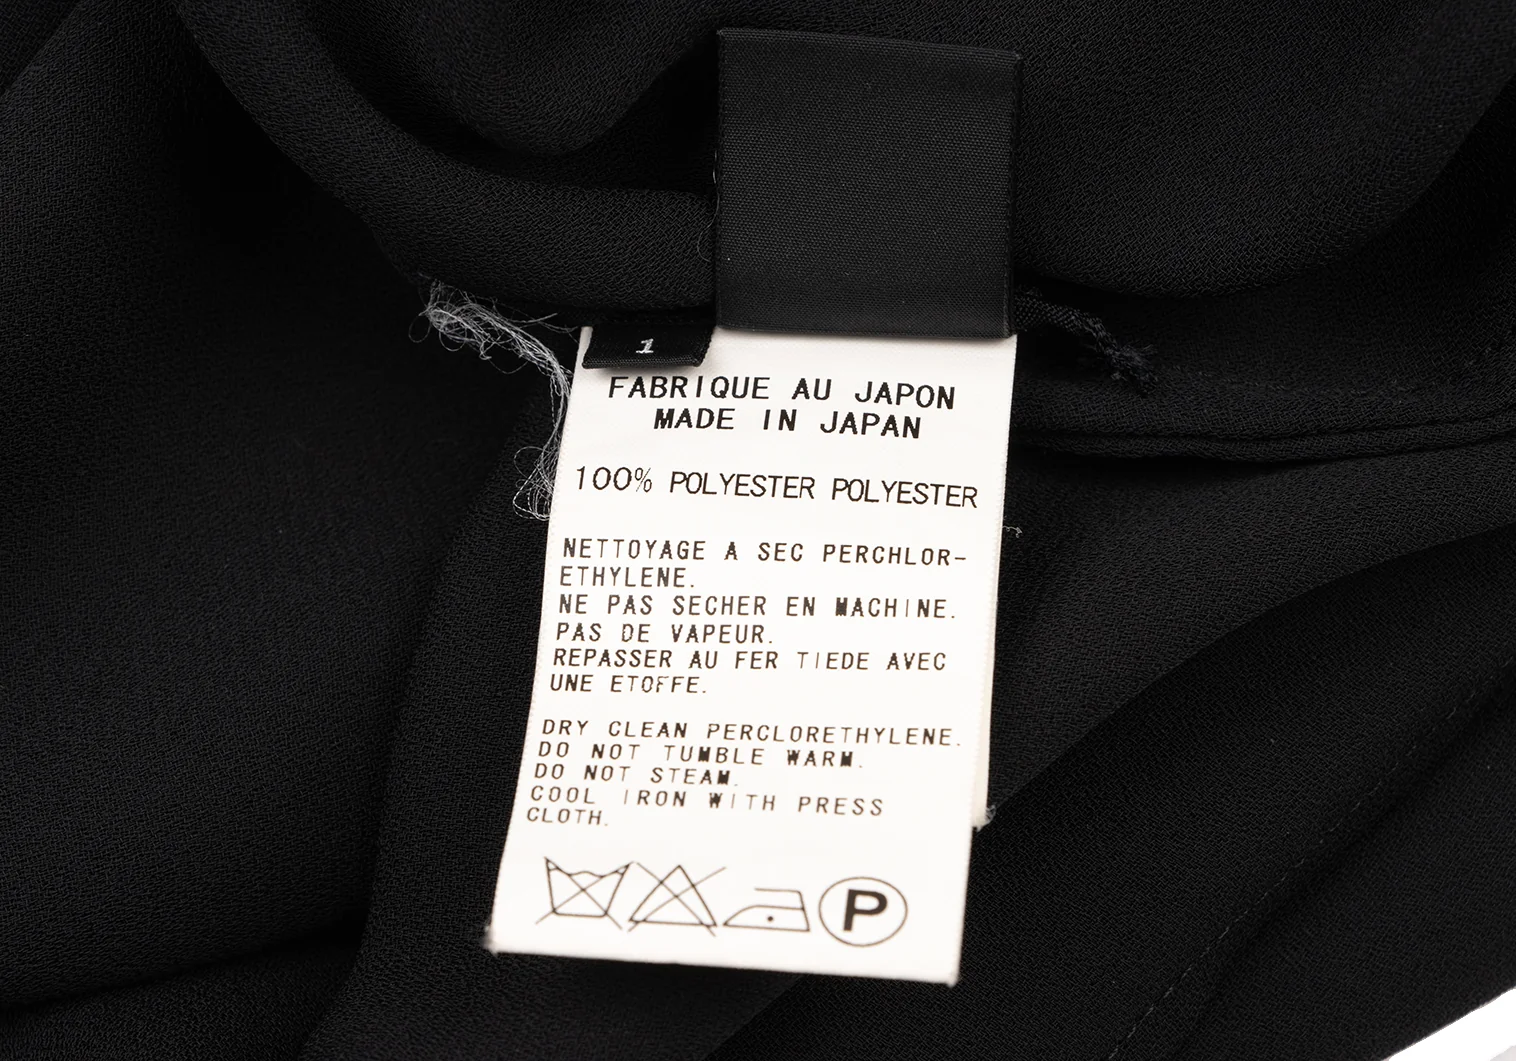 1
FABRIQUE AU JAPON
MADE IN JAPAN
100% POLYESTER POLYESTER
NETTOYAGE A SEC PERCHLOR-
ETHYLENE.
NE PAS SECHER EN MACHINE.
PAS DE VAPEUR.
REPASSER AU FER TIEDE AVEC
UNE ETOFFE.
DRY CLEAN PERCLORETHYLENE.
DO NOT TUMBLE WARM.
DO NOT STEAM.
COOL IRON WITH PRESS
CLOTH.
P